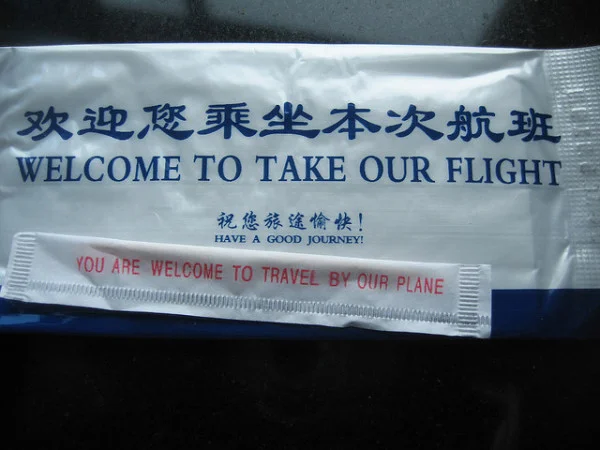 欢迎您乘坐本次航班
WELCOME TO TAKE OUR FLIGHT
祝您旅途愉快!
HAVE A GOOD JOURNEY!
YOU ARE WELCOME TO TRAVEL BY OUR PLANE